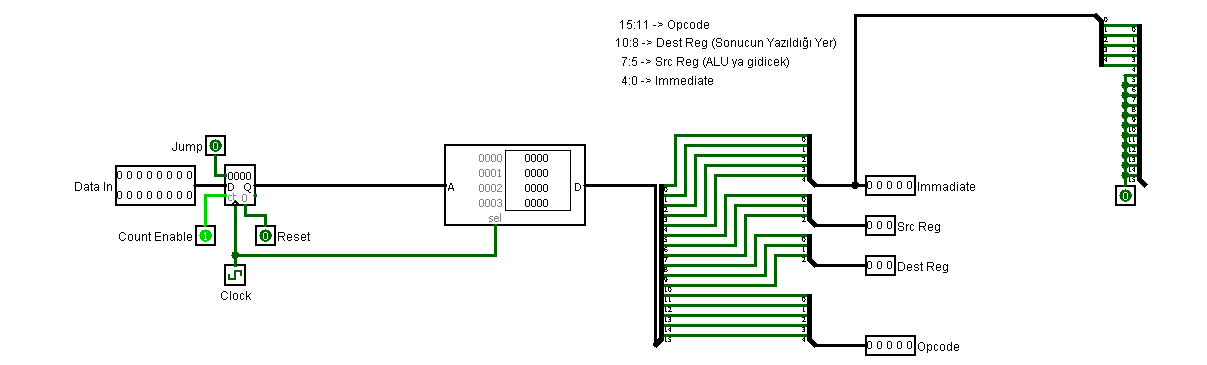 15:11 -> Opcode
10:8 -> Dest Reg (Sonucun Yazıldığı Yer)
7:5 -> Src Reg (ALU ya gidicek)
4:0 -> Immediate
Jump 0
Data In
0 0 0 0 0 0 0 0
0 0 0 0 0 0 0 0
0000
D Q
ct 0
Count Enable 1
0 Reset
Clock
A
0000 0000
0001 0000
0002 0000
0003 0000
D
sel
0 0 0 0 0 Immadiate
0 0 0 Src Reg
0 0 0 Dest Reg
0 0 0 0 0 Opcode
0